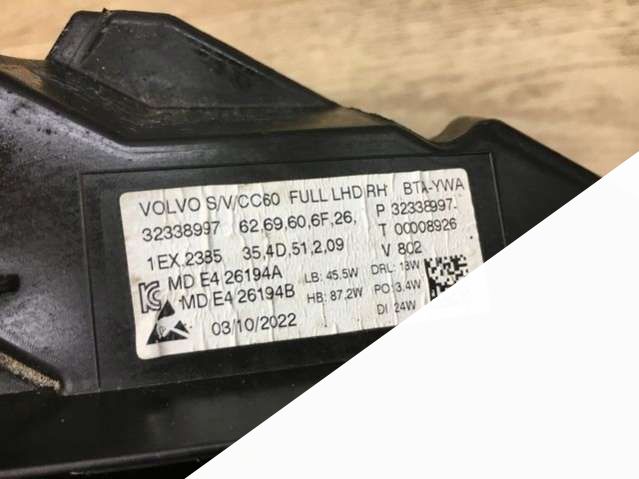 VOLVO S/V/CC60 FULL LHD RH BTA-YWA
32338997 62,69,60,6F,26, P 32338997.
1EX.2385 35,4D,51,2,09 T 00008926
V 802
MD E4 26194A LB: 45.5W DRL: 18W
MD E4 26194B HB: 87,2W PO: 3.4W
03/10/2022 DI: 24W